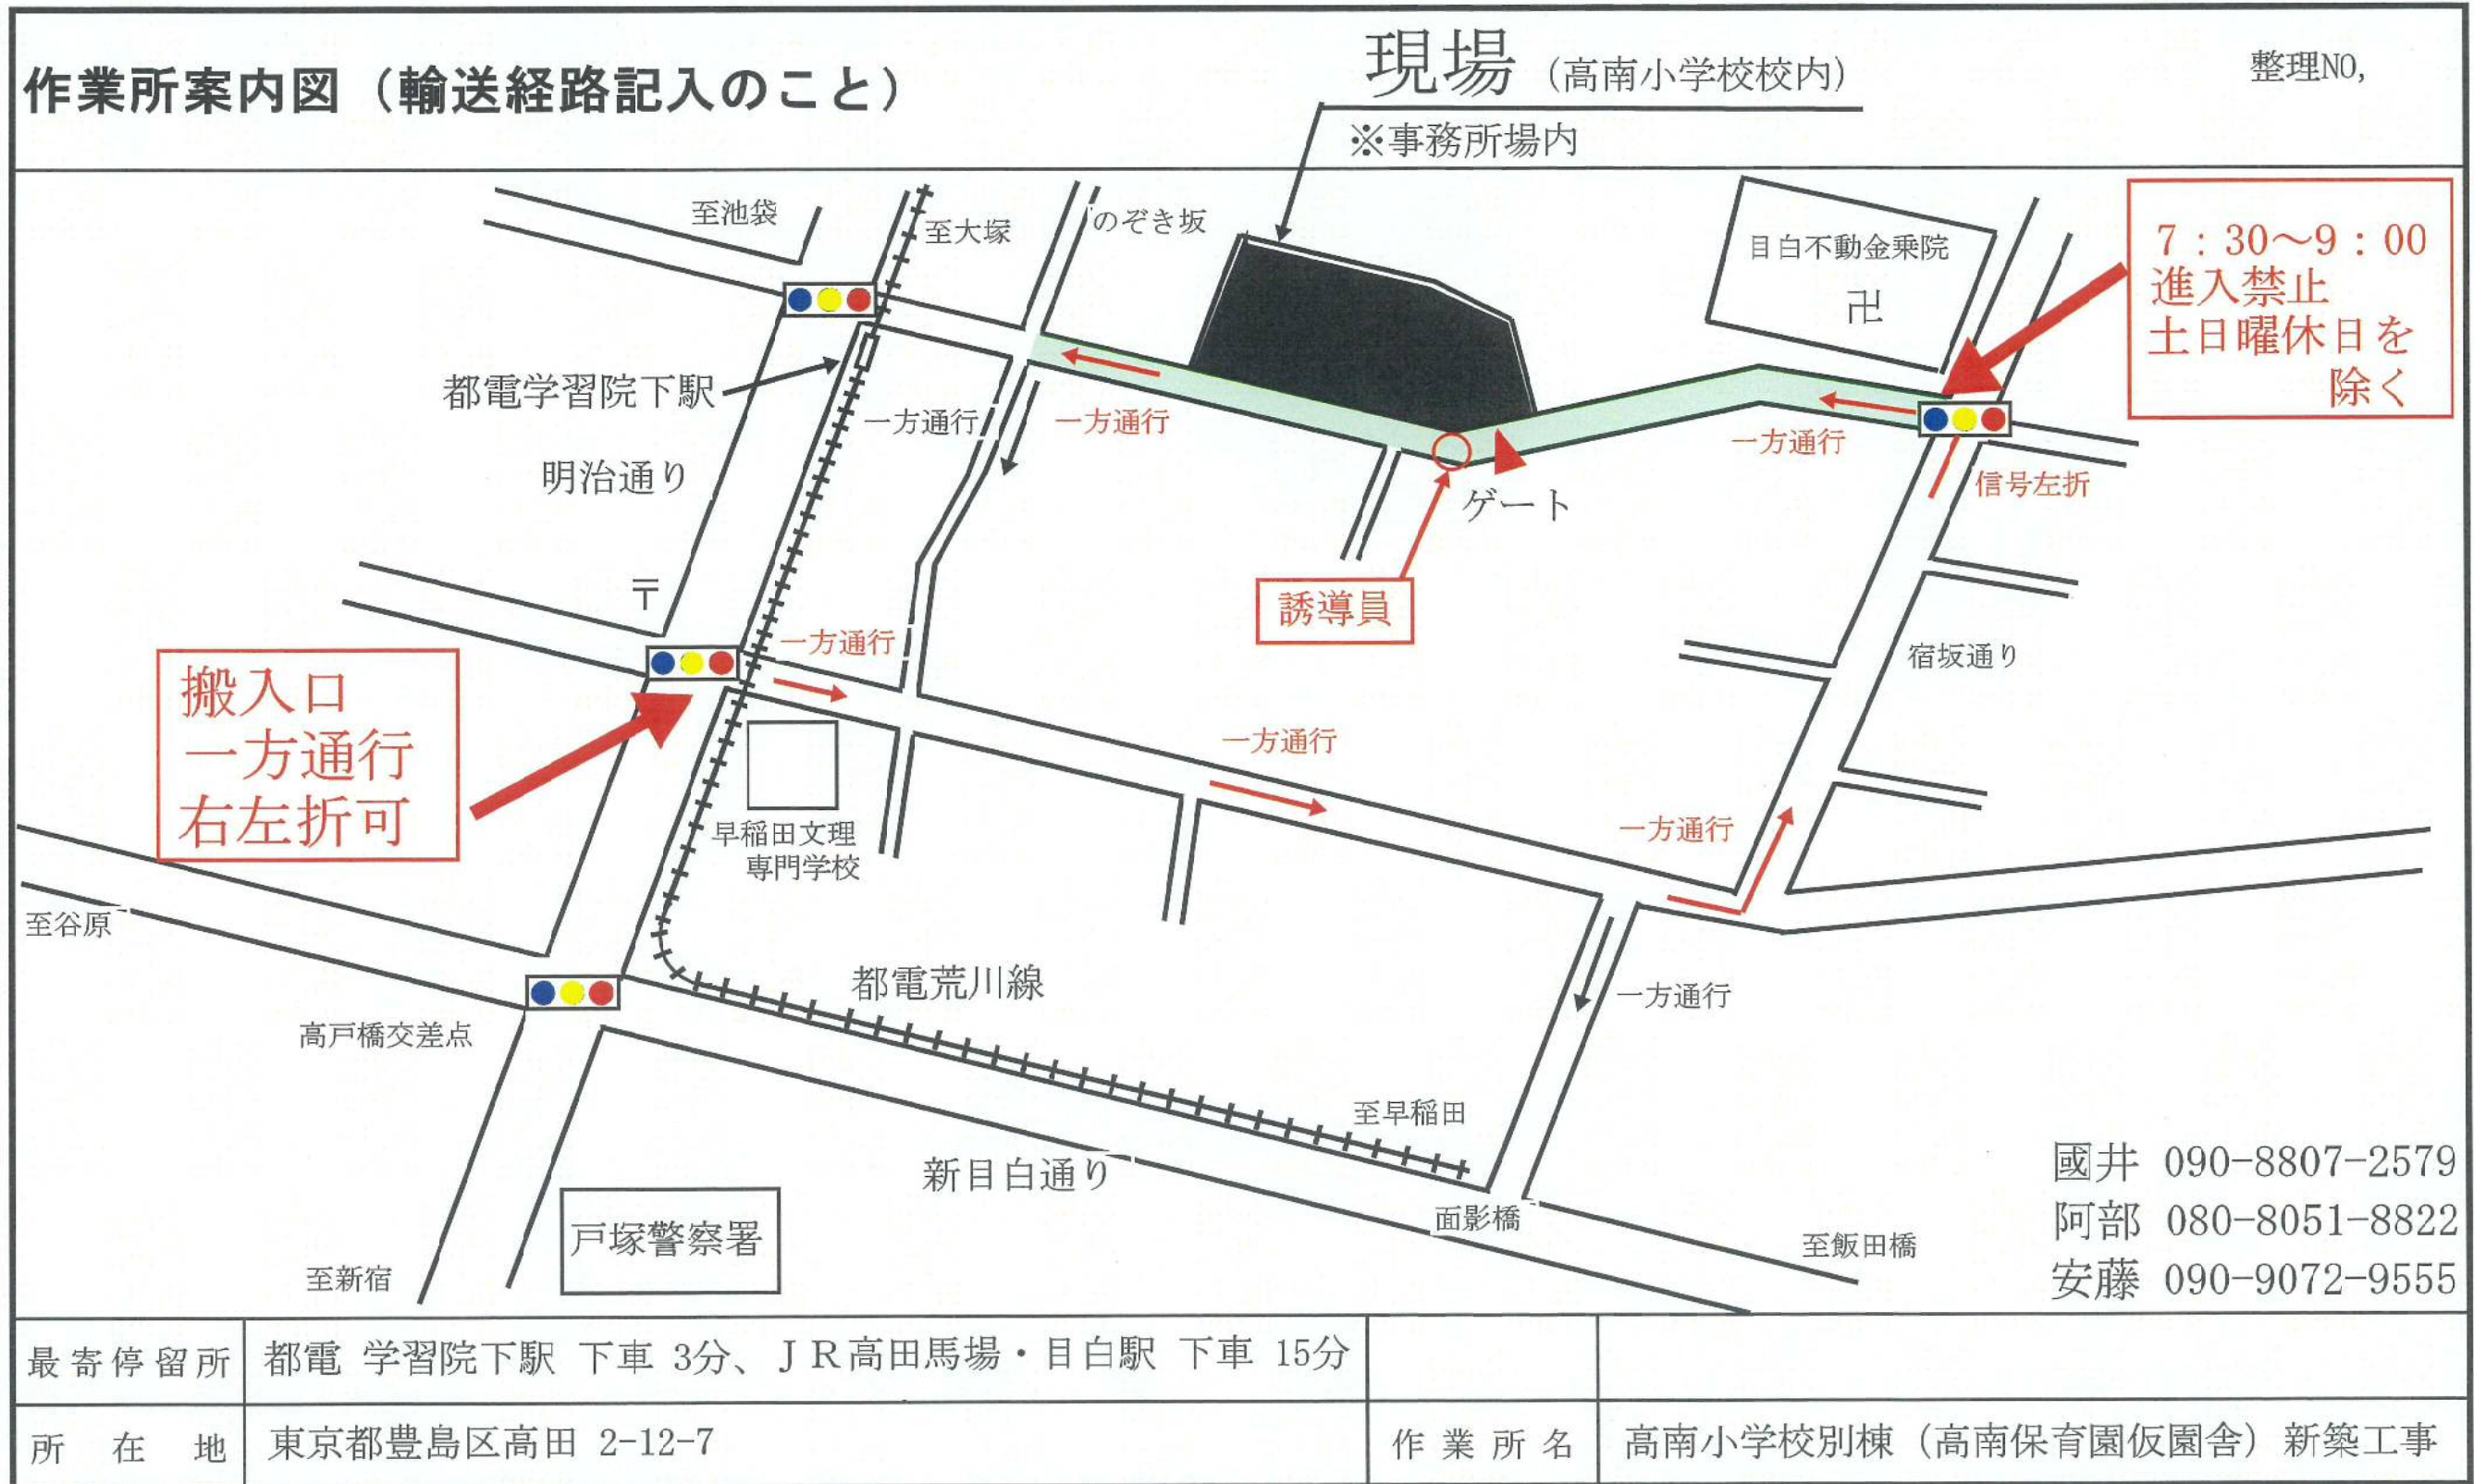 作業所案内図（輸送経路記入のこと）
現場（高南小学校校内）
※事務所場内
整理NO,
至池袋
至大塚
のぞき坂
目白不動金乗院
卍
7：30～9：00
進入禁止
土日曜休日を
除く
都電学習院下駅
一方通行
一方通行
一方通行
明治通り
信号左折
ゲート
〒
誘導員
一方通行
宿坂通り
搬入口
一方通行
右左折可
一方通行
一方通行
早稲田文理
専門学校
至谷原
都電荒川線
一方通行
高戸橋交差点
至早稲田
新目白通り
國井 090-8807-2579
戸塚警察署
面影橋
阿部 080-8051-8822
至飯田橋
至新宿
安藤 090-9072-9555
最寄停留所 都電 学習院下駅 下車 3分、ＪＲ高田馬場・目白駅 下車 15分
所在地 東京都豊島区高田 2-12-7 作業所名 高南小学校別棟（高南保育園仮園舎）新築工事